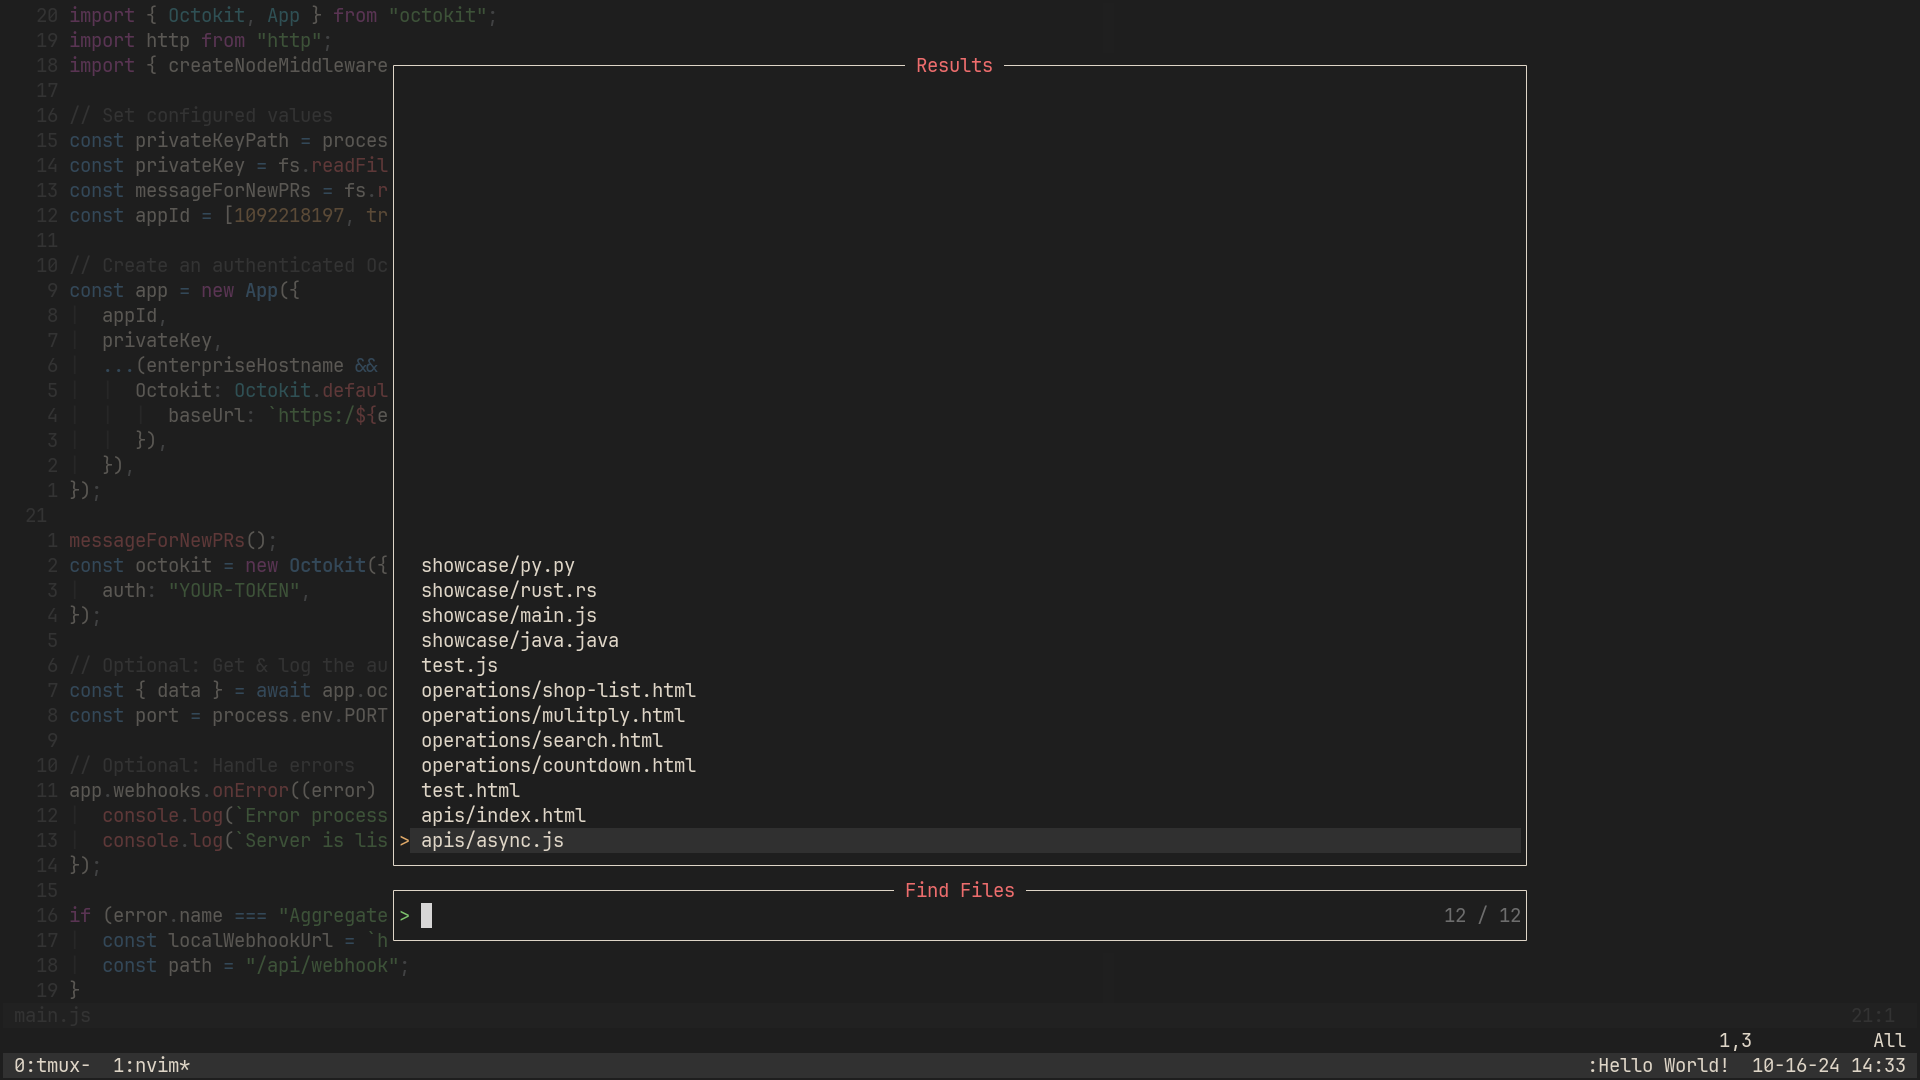 20 import { Octokit, App } from "octokit";
19 import http from "http";
18 import { createNodeMiddleware
Results
17
16 // Set configured values
15 const privateKeyPath = proces
14 const privateKey = fs.readFil
13 const messageForNewPRs = fs.r
12 const appId = [1092218197, tr
11
10 // Create an authenticated Oc
9 const app = new App({
8 appId,
7 privateKey,
6 ...(enterpriseHostname &&
5 Octokit: Octokit.defaul
4 baseUrl: `https:/${e
3 }),
2 }),
1 });
21
1 messageForNewPRs();
2 const octokit = new Octokit({
3 auth: "YOUR-TOKEN",
4 });
5
6 // Optional: Get & log the au
7 const { data } = await app.oc
8 const port = process.env.PORT
9
10 // Optional: Handle errors
11 app.webhooks.onError((error)
12 console.log(`Error process
13 console.log(`Server is lis
14 });
15
16 if (error.name === "Aggregate
17 const localWebhookUrl = `h
18 const path = "/api/webhook";
19 }
showcase/py.py
showcase/rust.rs
showcase/main.js
showcase/java.java
test.js
operations/shop-list.html
operations/mulitply.html
operations/search.html
operations/countdown.html
test.html
apis/index.html
> apis/async.js
Find Files
> 12 / 12
main.js 21:1
1,3 All
0:tmux- 1:nvim* :Hello World! 10-16-24 14:33